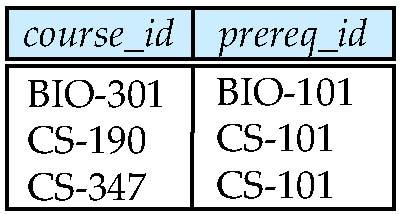 course_id prereq_id
BIO-301 BIO-101
CS-190 CS-101
CS-347 CS-101